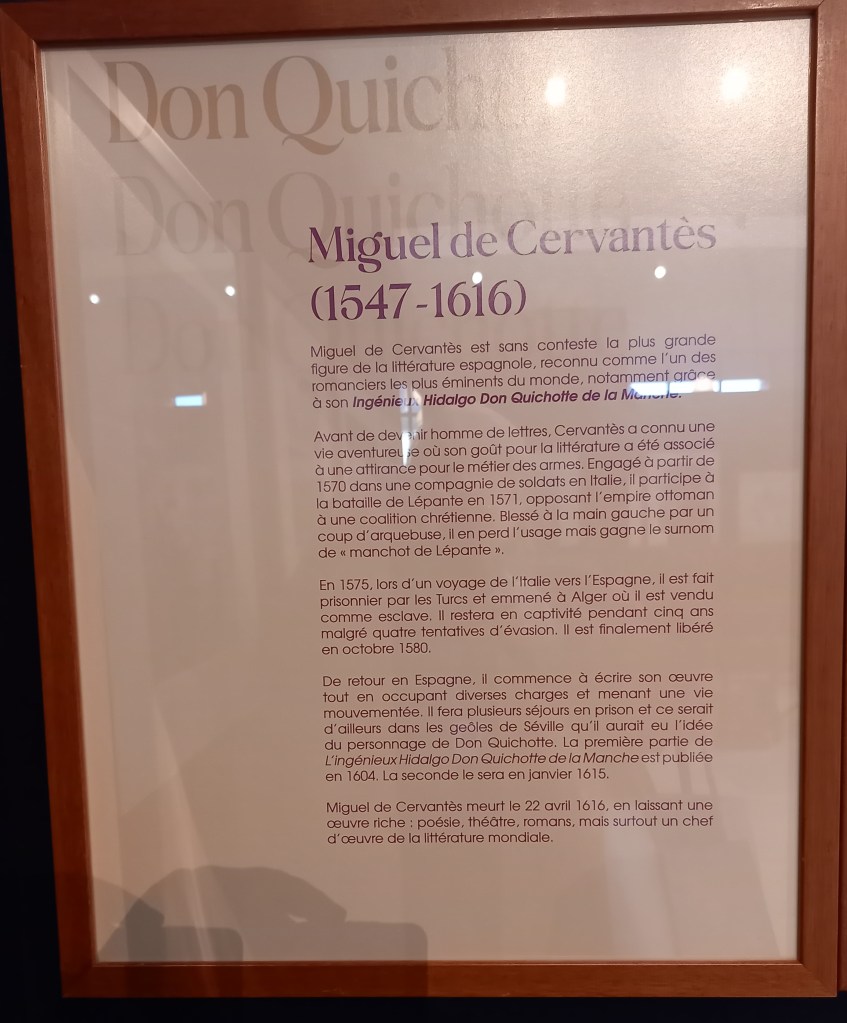 Don Quicho
Don Quichotte
Do
Miguel de Cervantès
(1547-1616)
Miguel de Cervantès est sans conteste la plus grande
figure de la littérature espagnole, reconnu comme l'un des
romanciers les plus éminents du monde, notamment grâce
à son Ingénieux Hidalgo Don Quichotte de la Manche.
Avant de devenir homme de lettres, Cervantès a connu une
vie aventureuse où son goût pour la littérature a été associé
à une attirance pour le métier des armes. Engagé à partir de
1570 dans une compagnie de soldats en Italie, il participe à
la bataille de Lépante en 1571, opposant l'empire ottoman
à une coalition chrétienne. Blessé à la main gauche par un
coup d'arquebuse, il en perd l'usage mais gagne le surnom
de « manchot de Lépante ».
En 1575, lors d'un voyage de l'Italie vers l'Espagne, il est fait
prisonnier par les Turcs et emmené à Alger où il est vendu
comme esclave. Il restera en captivité pendant cinq ans
malgré quatre tentatives d'évasion. Il est finalement libéré
en octobre 1580.
De retour en Espagne, il commence à écrire son œuvre
tout en occupant diverses charges et menant une vie
mouvementée. Il fera plusieurs séjours en prison et ce serait
d'ailleurs dans les geôles de Séville qu'il aurait eu l'idée
du personnage de Don Quichotte. La première partie de
L'ingénieux Hidalgo Don Quichotte de la Manche est publiée
en 1604. La seconde le sera en janvier 1615.
Miguel de Cervantès meurt le 22 avril 1616, en laissant une
œuvre riche : poésie, théâtre, romans, mais surtout un chef
d'œuvre de la littérature mondiale.